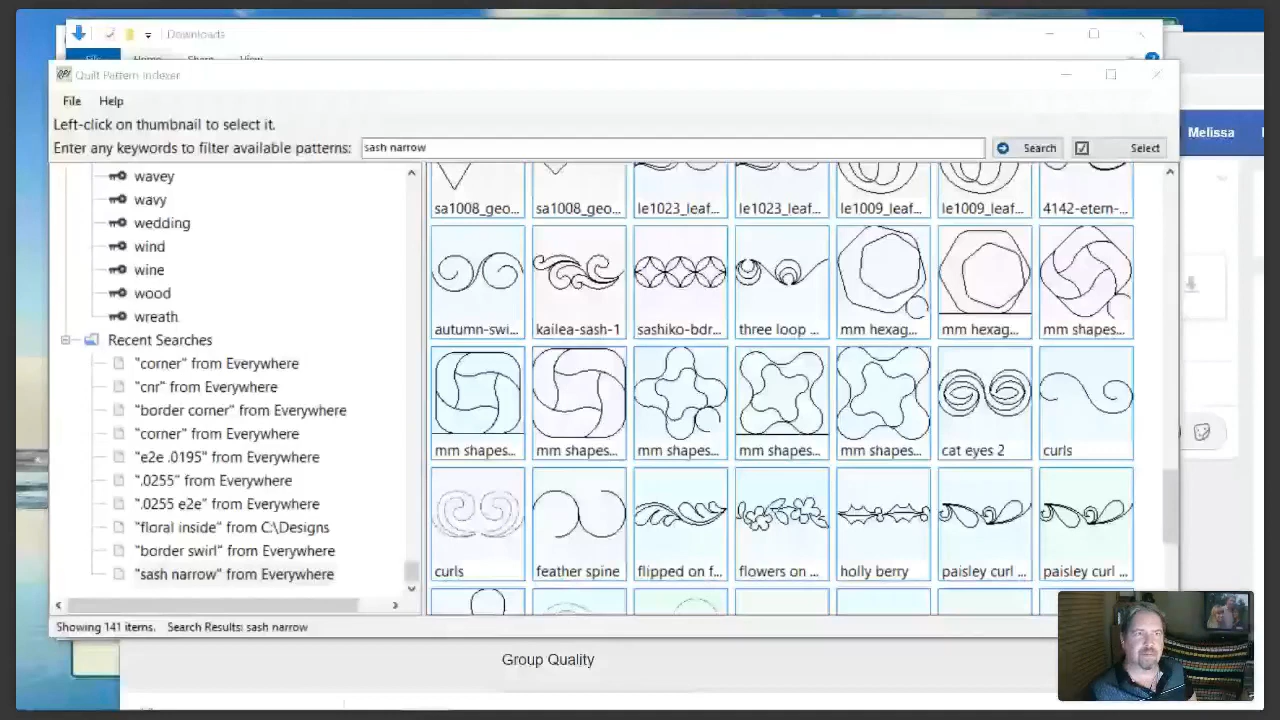 Downloads
File Home Share View
Quilt Pattern Indexer
File Help
Left-click on thumbnail to select it.
Enter any keywords to filter available patterns: sash narrow Search Select
Melissa
wavey
wavy
wedding
wind
wine
wood
wreath
Recent Searches
"corner" from Everywhere
"cnr" from Everywhere
"border corner" from Everywhere
"corner" from Everywhere
"e2e .0195" from Everywhere
".0255" from Everywhere
".0255 e2e" from Everywhere
"floral inside" from C:\Designs
"border swirl" from Everywhere
"sash narrow" from Everywhere
sa1008_geo... sa1008_geo... le1023_leaf... le1023_leaf... le1009_leaf... le1009_leaf... 4142-etern-...
autumn-swi... kailea-sash-1 sashiko-bdr... three loop ... mm hexag... mm hexag... mm shapes...
mm shapes... mm shapes... mm shapes... mm shapes... mm shapes... cat eyes 2 curls
curls feather spine flipped on f... flowers on ... holly berry paisley curl ... paisley curl ...
Showing 141 items. Search Results: sash narrow
Group Quality